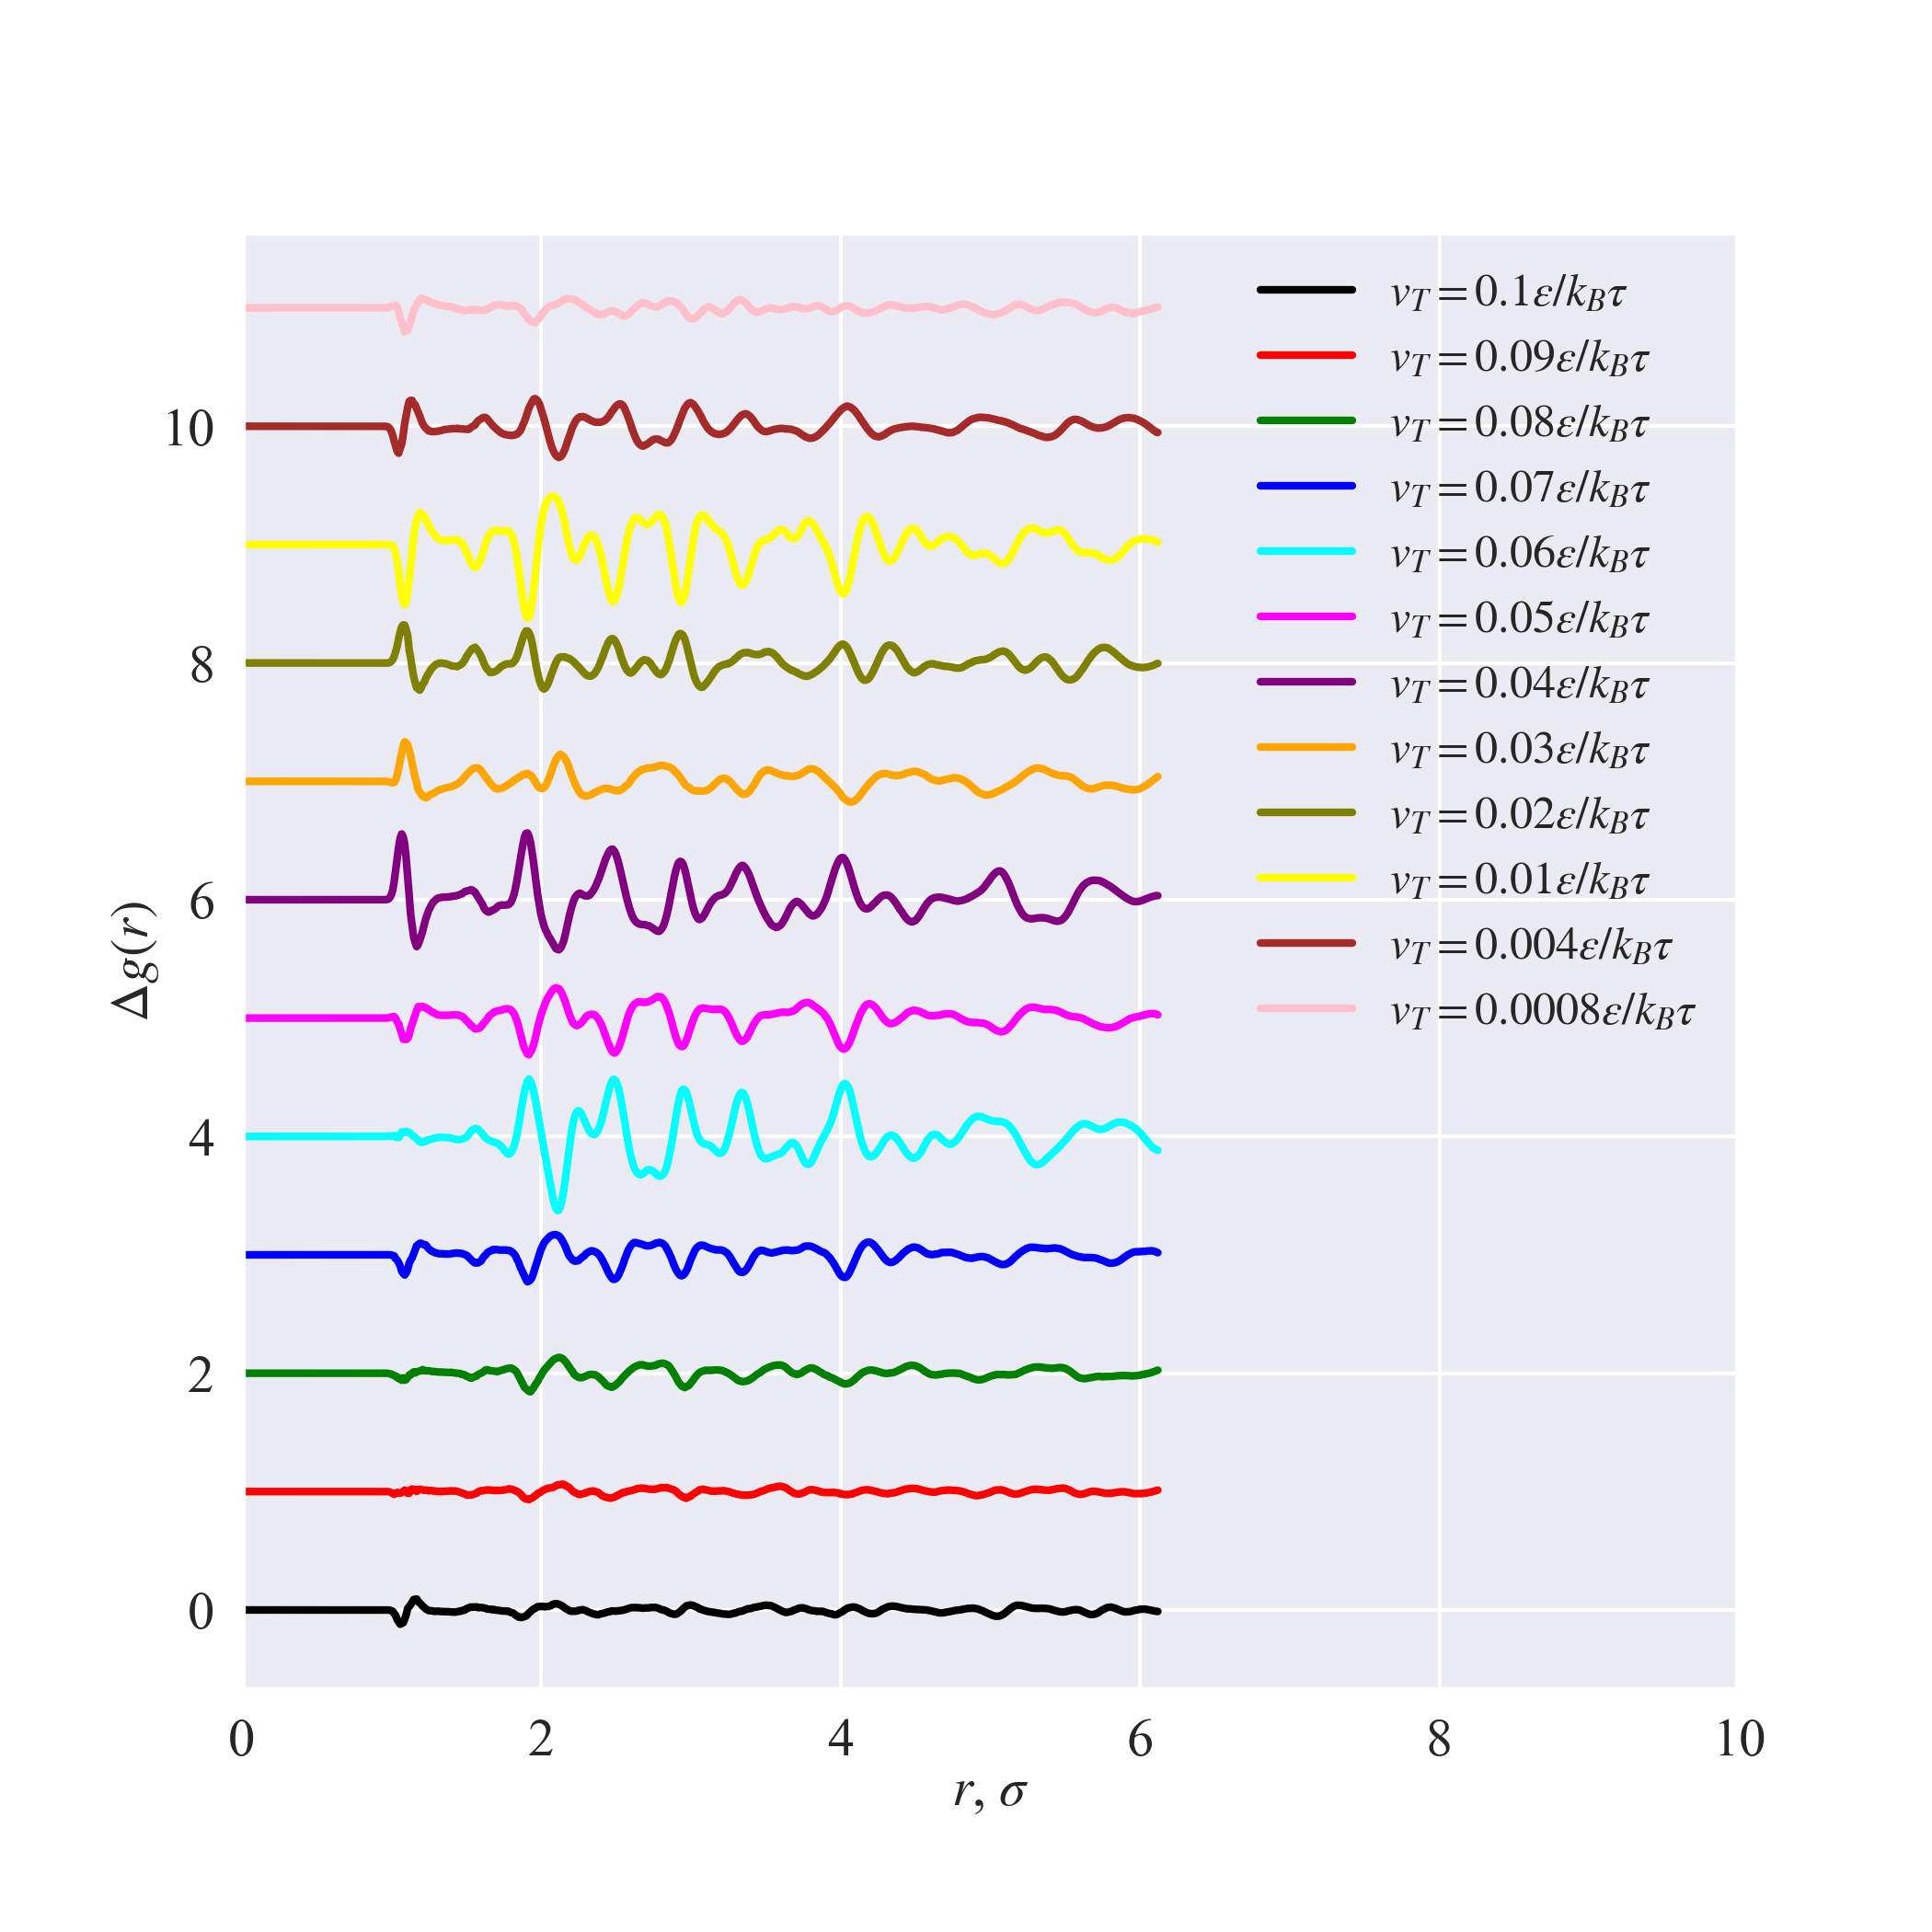 v_T = 0.1ε/k_Bτ
v_T = 0.09ε/k_Bτ
10
v_T = 0.08ε/k_Bτ
v_T = 0.07ε/k_Bτ
v_T = 0.06ε/k_Bτ
v_T = 0.05ε/k_Bτ
8
v_T = 0.04ε/k_Bτ
v_T = 0.03ε/k_Bτ
v_T = 0.02ε/k_Bτ
v_T = 0.01ε/k_Bτ
6
v_T = 0.004ε/k_Bτ
Δg(r)
v_T = 0.0008ε/k_Bτ
4
2
0
0 2 4 6 8 10
r, σ